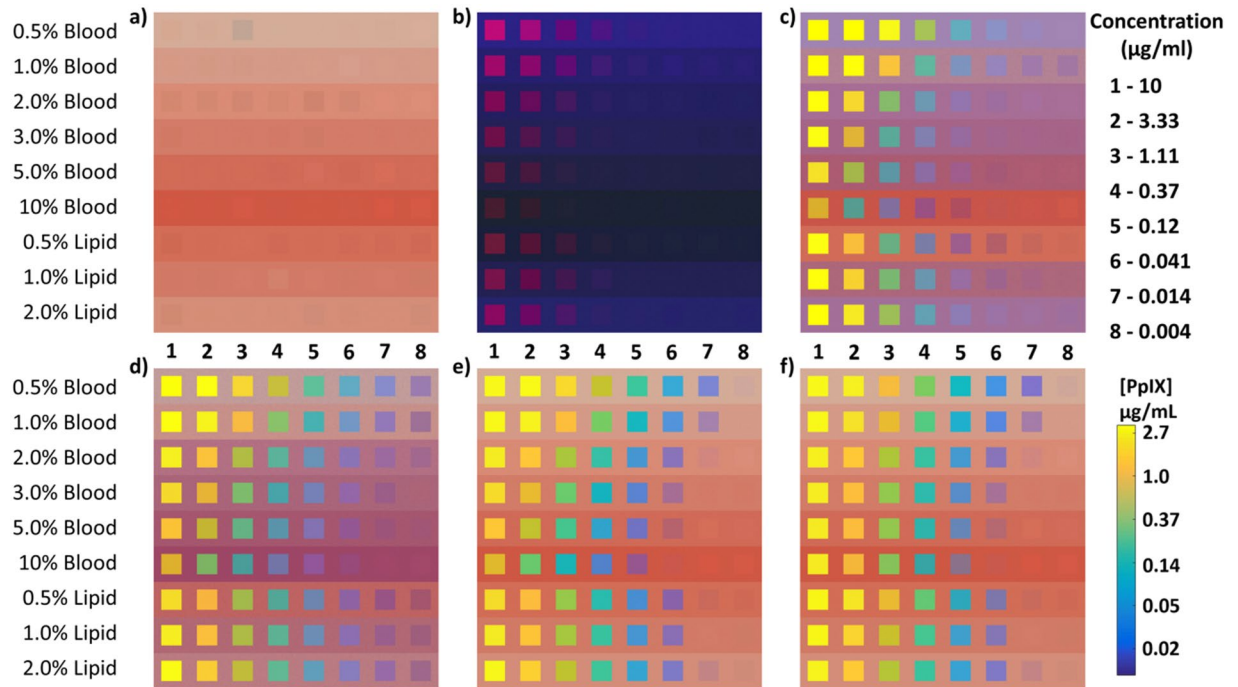 a)
b)
c)
0.5% Blood
1.0% Blood
2.0% Blood
3.0% Blood
5.0% Blood
10% Blood
0.5% Lipid
1.0% Lipid
2.0% Lipid
Concentration
(µg/ml)
1 - 10
2 - 3.33
3 - 1.11
4 - 0.37
5 - 0.12
6 - 0.041
7 - 0.014
8 - 0.004
1 2 3 4 5 6 7 8
1 2 3 4 5 6 7 8
1 2 3 4 5 6 7 8
d)
e)
f)
0.5% Blood
1.0% Blood
2.0% Blood
3.0% Blood
5.0% Blood
10% Blood
0.5% Lipid
1.0% Lipid
2.0% Lipid
[PpIX]
µg/mL
2.7
1.0
0.37
0.14
0.05
0.02